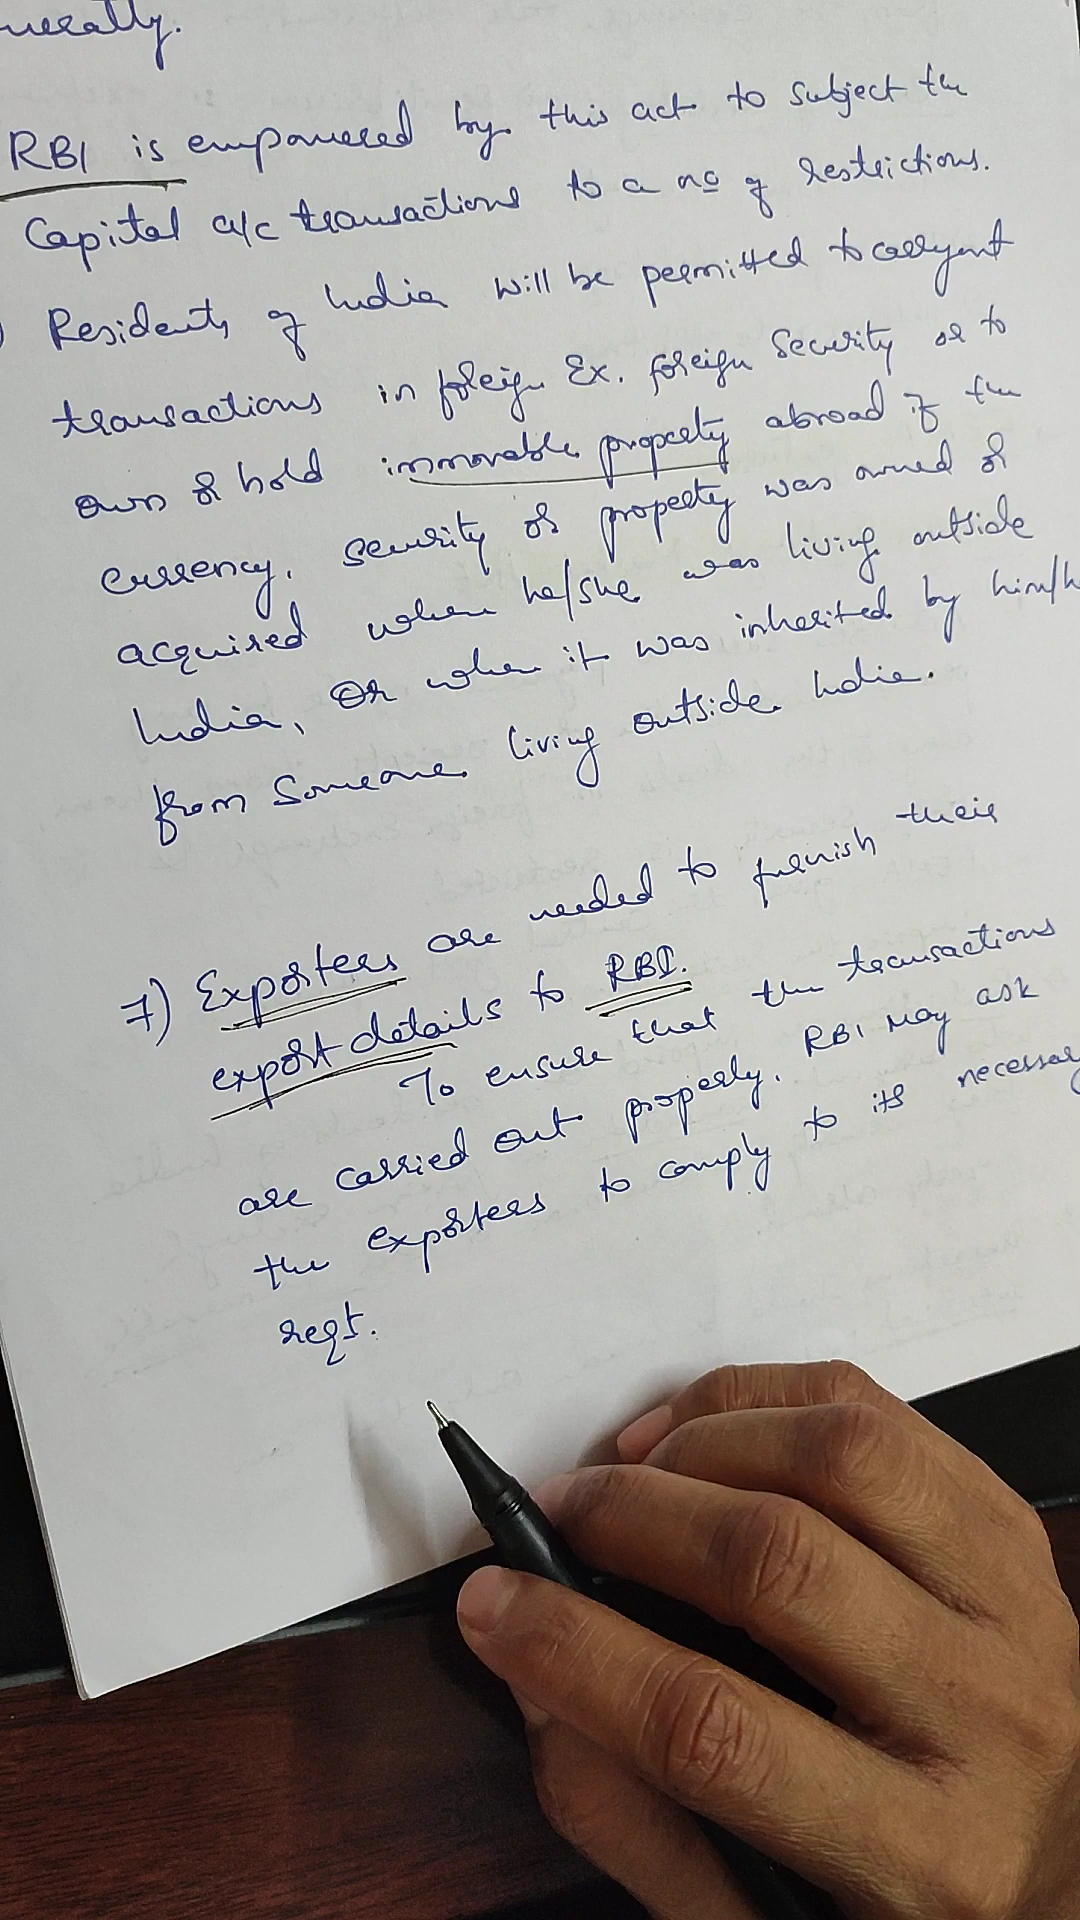 RBI is empowered by this act to subject the
Capital a/c transactions to a no of restrictions.
Residents of India will be permitted to carryout
transactions in foreign Ex. foreign Security or to
own or hold immovable property abroad if the
currency, security or property was owned or
acquired when he/she was living outside
India, or when it was inherited by him/h
from Someone living outside India.
7) Exporters are needed to furnish their
export details to RBI.
To ensure that the transactions
are carried out properly. RBI May ask
the exporters to comply to its necessary
reqt.